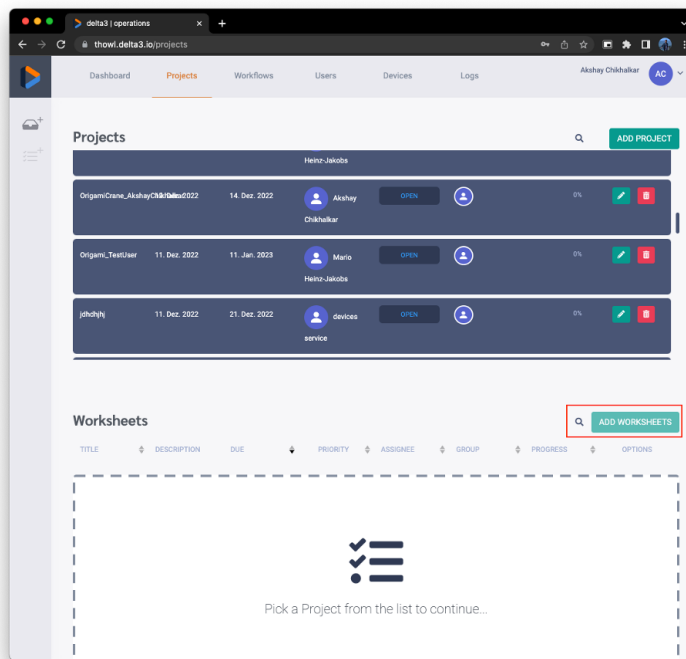 delta3 | operations
thowl.delta3.io/projects
Dashboard Projects Workflows Users Devices Logs Akshay Chikhalkar AC
Projects ADD PROJECT
Heinz-Jakobs
14. Dez. 2022 Akshay OPEN 0%
Chikhalkar
Origami_TestUser 11. Dez. 2022 11. Jan. 2023 Mario OPEN 0%
Heinz-Jakobs
jdhdhjhj 11. Dez. 2022 21. Dez. 2022 devices OPEN 0%
service
Worksheets ADD WORKSHEETS
TITLE DESCRIPTION DUE PRIORITY ASSIGNEE GROUP PROGRESS OPTIONS
Pick a Project from the list to continue...